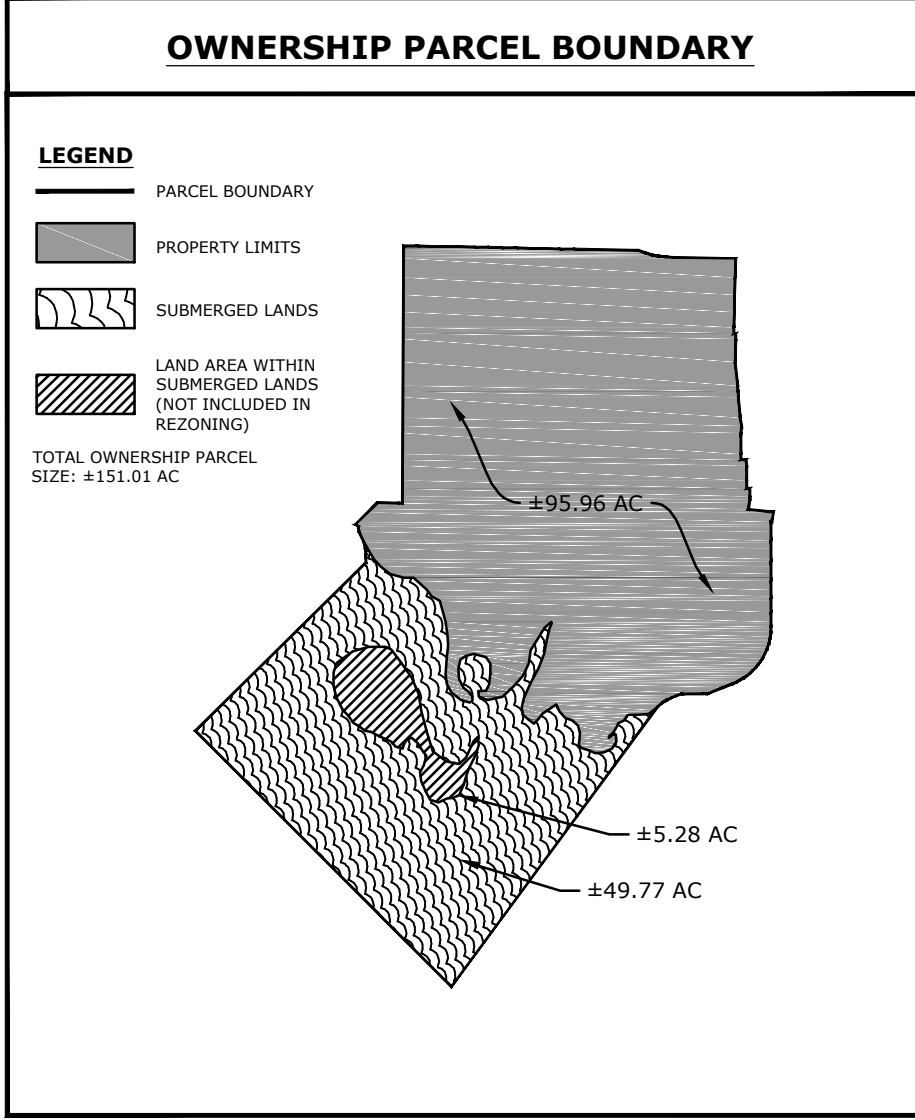 OWNERSHIP PARCEL BOUNDARY
LEGEND
PARCEL BOUNDARY
PROPERTY LIMITS
SUBMERGED LANDS
LAND AREA WITHIN
SUBMERGED LANDS
(NOT INCLUDED IN
REZONING)
TOTAL OWNERSHIP PARCEL
SIZE: ±151.01 AC
±95.96 AC
±5.28 AC
±49.77 AC